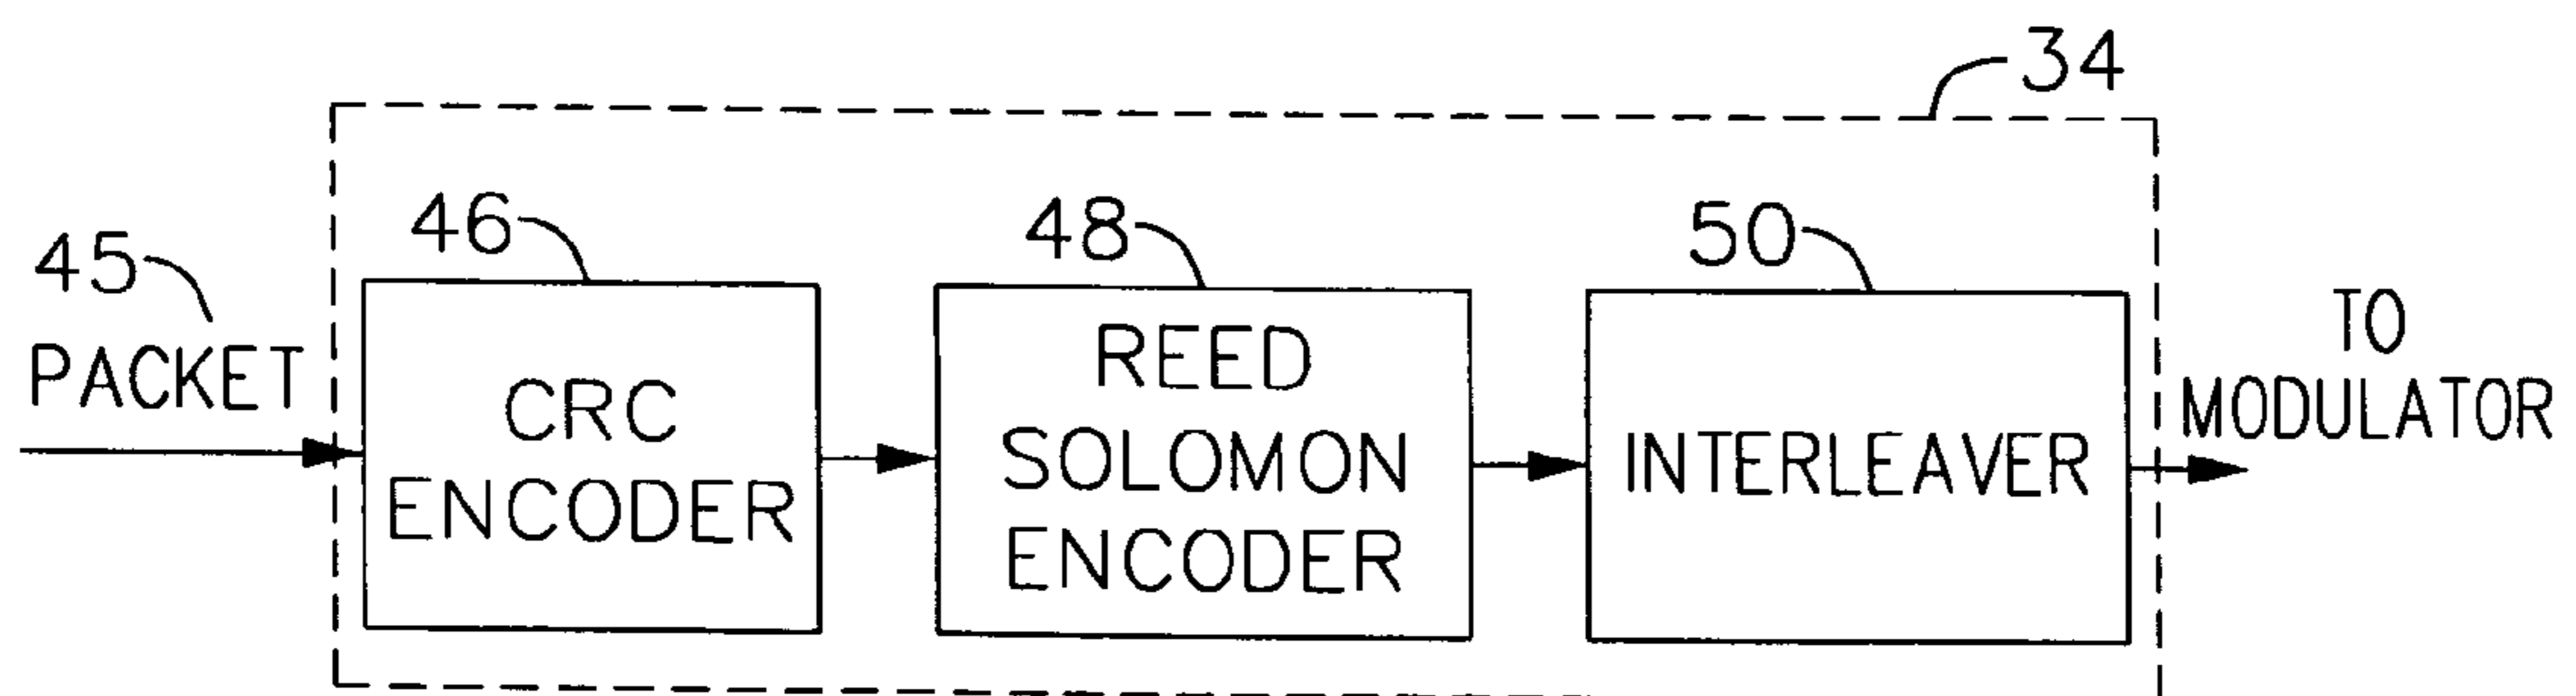 34
45
PACKET
46
CRC
ENCODER
48
REED
SOLOMON
ENCODER
50
INTERLEAVER
TO
MODULATOR